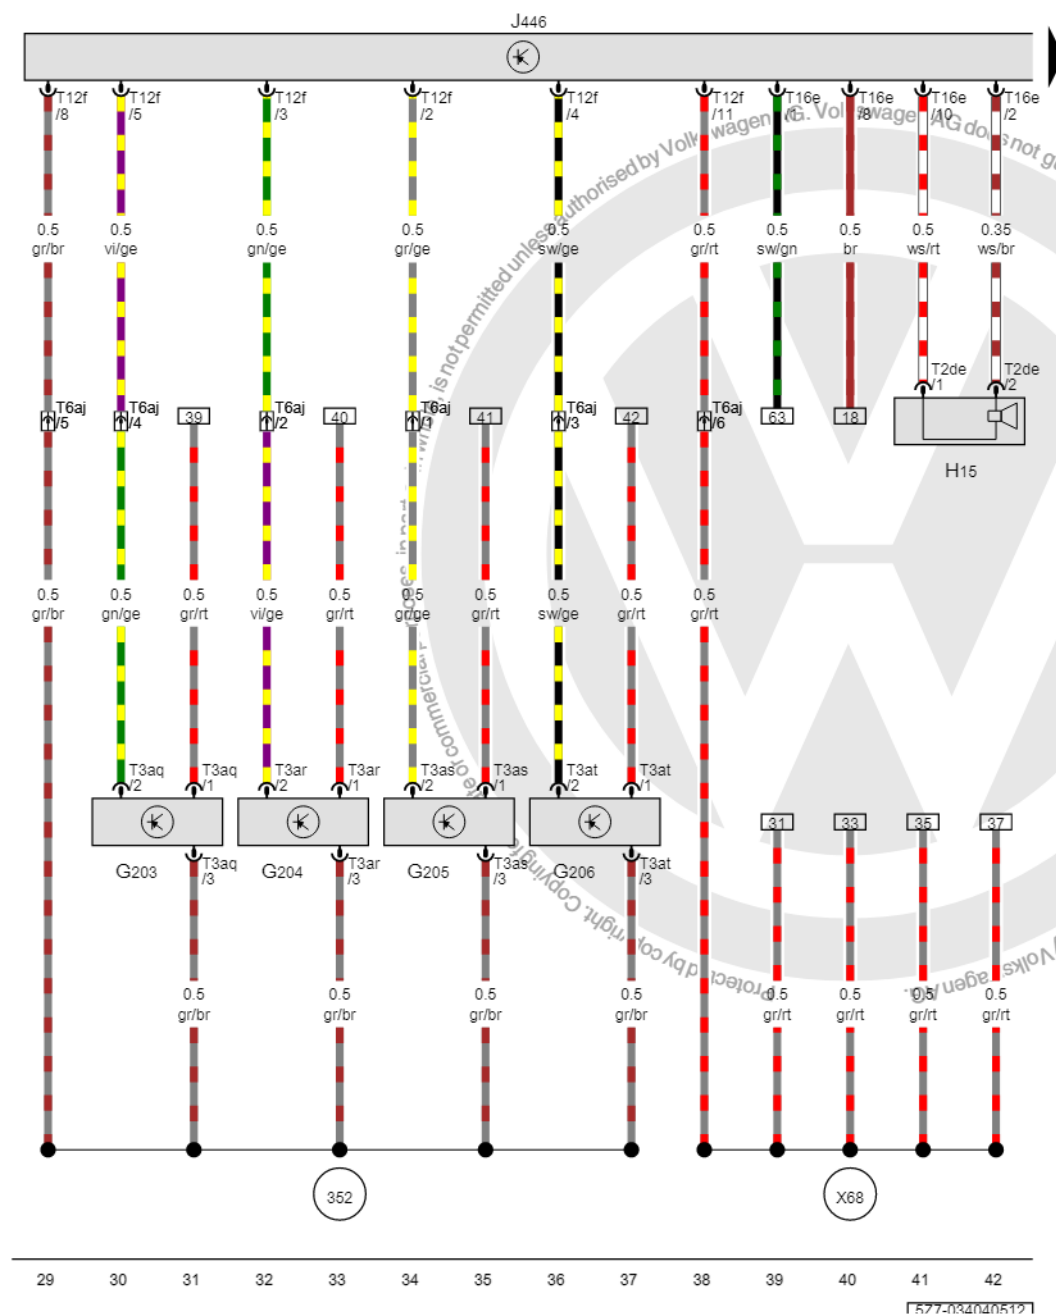 J446
T12f /8
T12f /5
T12f /3
T12f /2
T12f /4
T12f /11
T16e /1
T16e /8
T16e /10
T16e /2
0.5 0.5 0.5 0.5 0.5 0.5 0.5 0.5 0.5 0.35
gr/br vi/ge gn/ge gr/ge sw/ge gr/rt sw/gn br ws/rt ws/br
T2de /1
T2de /2
T6aj /5
T6aj /4
39
T6aj /2
40
T6aj /1
41
T6aj /3
42
T6aj /6
63
18
H15
0.5 0.5 0.5 0.5 0.5 0.5 0.5 0.5 0.5 0.5
gr/br gn/ge gr/rt vi/ge gr/rt gr/ge gr/rt sw/ge gr/rt gr/rt
T3aq /2
T3aq /1
T3ar /2
T3ar /1
T3as /2
T3as /1
T3at /2
T3at /1
31 33 35 37
G203
T3aq /3
G204
T3ar /3
G205
T3as /3
G206
T3at /3
0.5 0.5 0.5 0.5 0.5 0.5 0.5 0.5
gr/br gr/br gr/br gr/br gr/rt gr/rt gr/rt gr/rt
352
X68
29 30 31 32 33 34 35 36 37 38 39 40 41 42
577-034040512